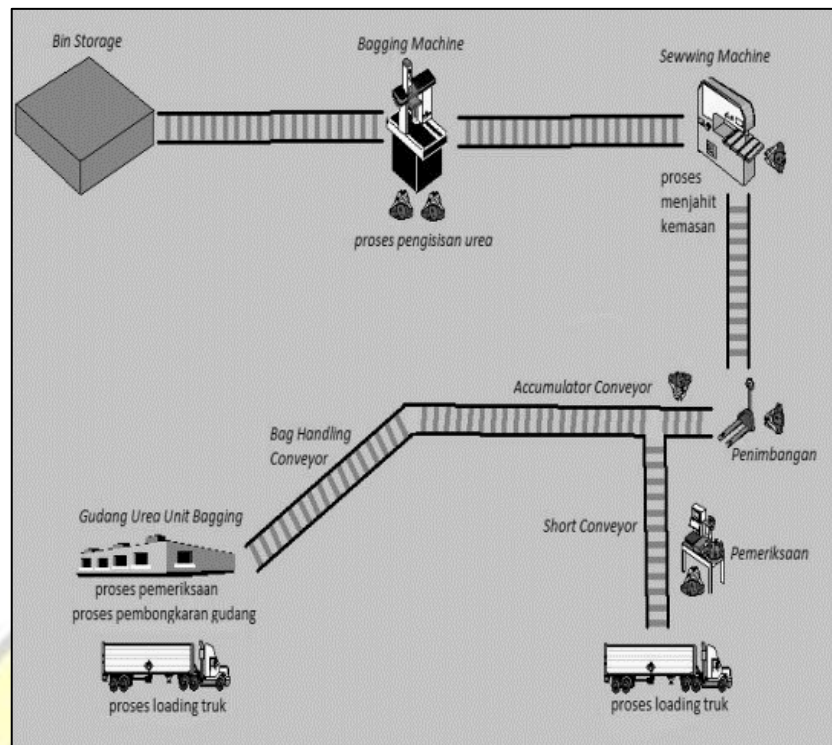 Bin Storage
Bagging Machine
Sewwing Machine
proses
menjahit
kemasan
proses pengisisan urea
Accumulator Conveyor
Bag Handling
Conveyor
Penimbangan
Gudang Urea Unit Bagging
Short Conveyor
Pemeriksaan
proses pemeriksaan
proses pembongkaran gudang
proses loading truk
proses loading truk